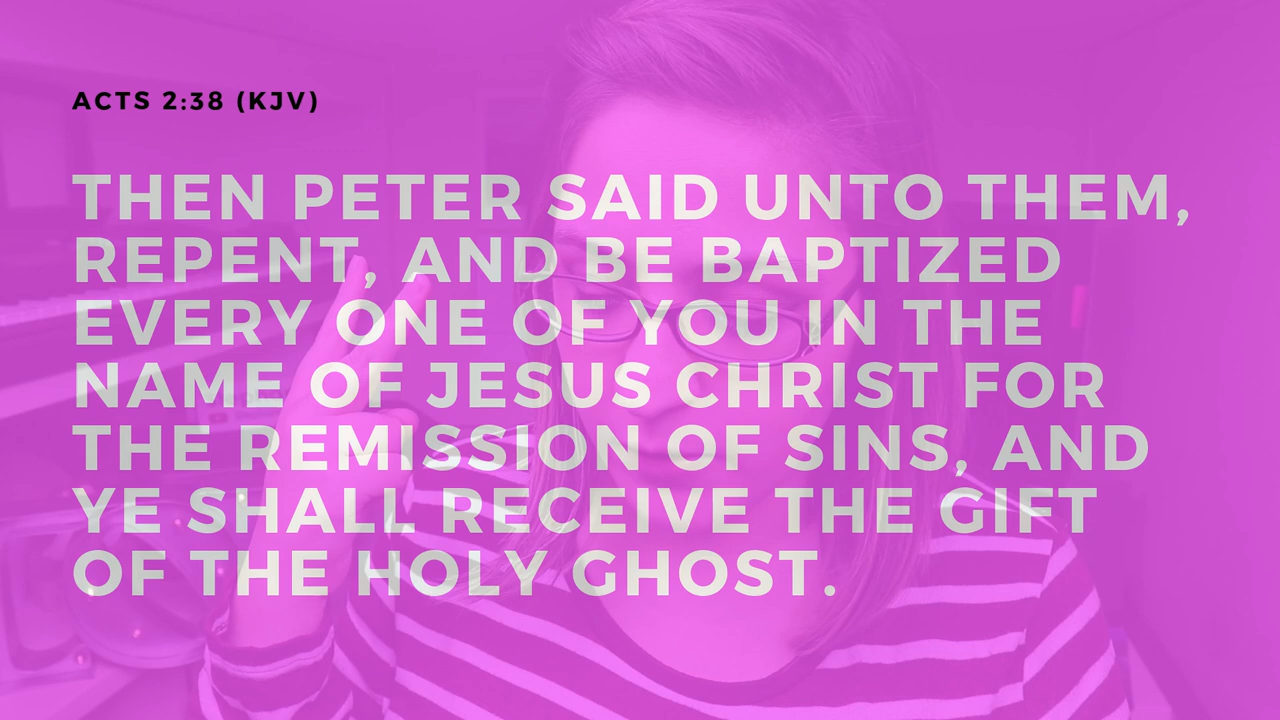 ACTS 2:38 (KJV)
THEN PETER SAID UNTO THEM,
REPENT, AND BE BAPTIZED
EVERY ONE OF YOU IN THE
NAME OF JESUS CHRIST FOR
THE REMISSION OF SINS, AND
YE SHALL RECEIVE THE GIFT
OF THE HOLY GHOST.